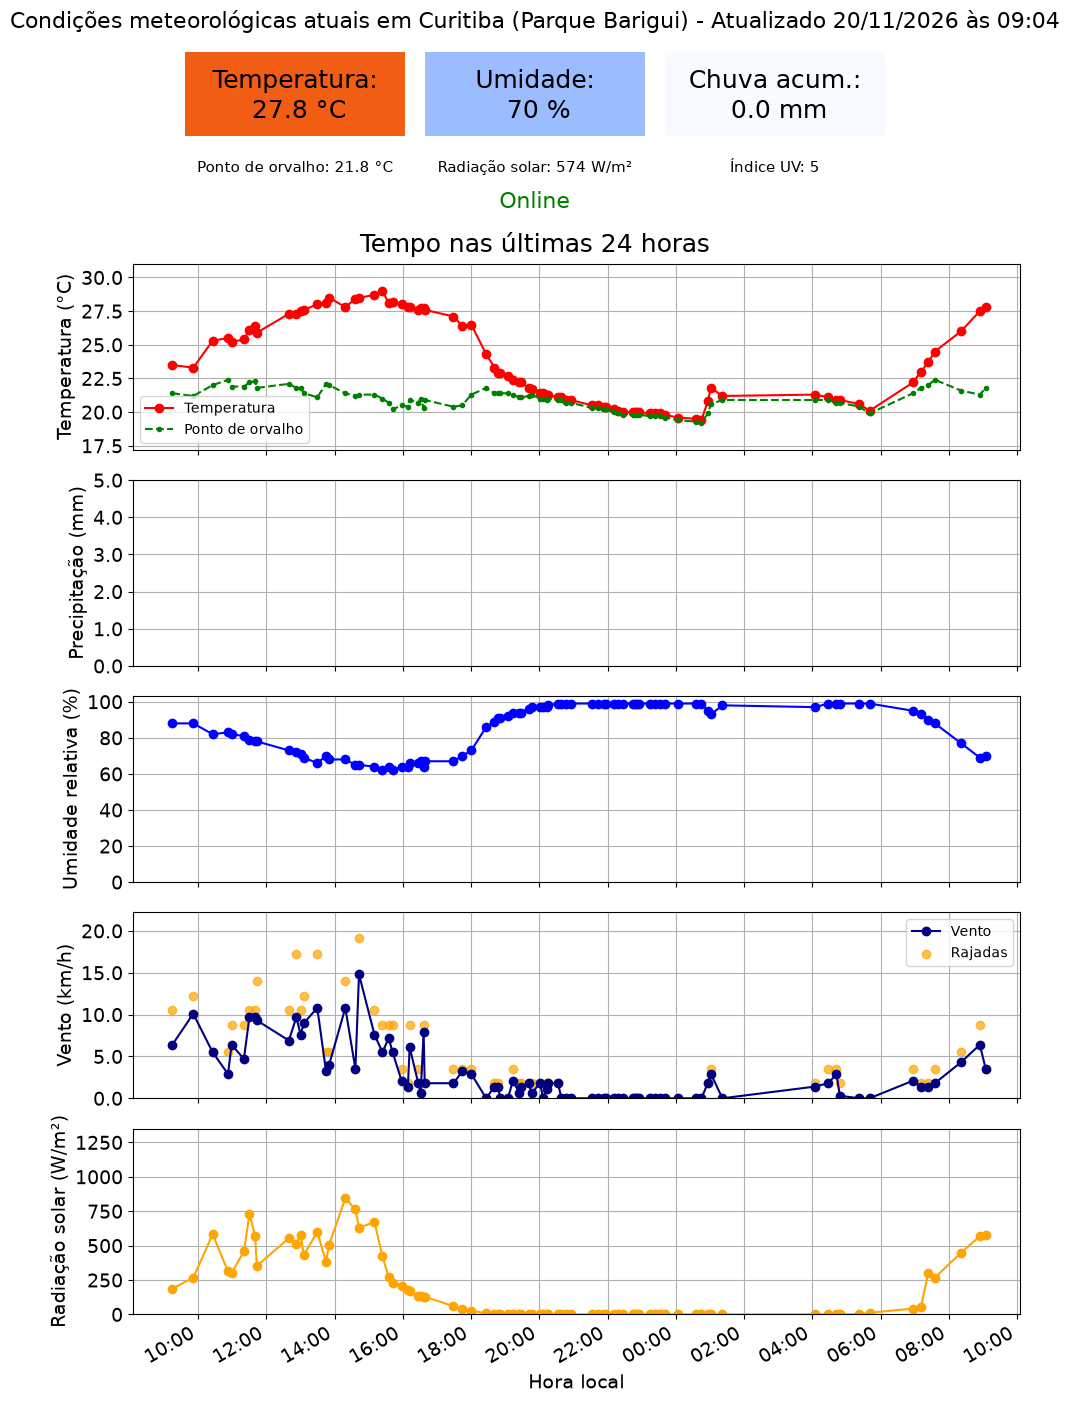 Condições meteorológicas atuais em Curitiba (Parque Barigui) - Atualizado 20/11/2026 às 09:04
Temperatura:
27.8 °C
Umidade:
70 %
Chuva acum.:
0.0 mm
Ponto de orvalho: 21.8 °C
Radiação solar: 574 W/m²
Índice UV: 5
Online
Tempo nas últimas 24 horas
Temperatura (°C)
30.0
27.5
25.0
22.5
20.0
17.5
Temperatura
Ponto de orvalho
Precipitação (mm)
5.0
4.0
3.0
2.0
1.0
0.0
Umidade relativa (%)
100
80
60
40
20
0
Vento (km/h)
20.0
15.0
10.0
5.0
0.0
Vento
Rajadas
Radiação solar (W/m²)
1250
1000
750
500
250
0
10:00
12:00
14:00
16:00
18:00
20:00
22:00
00:00
02:00
04:00
06:00
08:00
10:00
Hora local